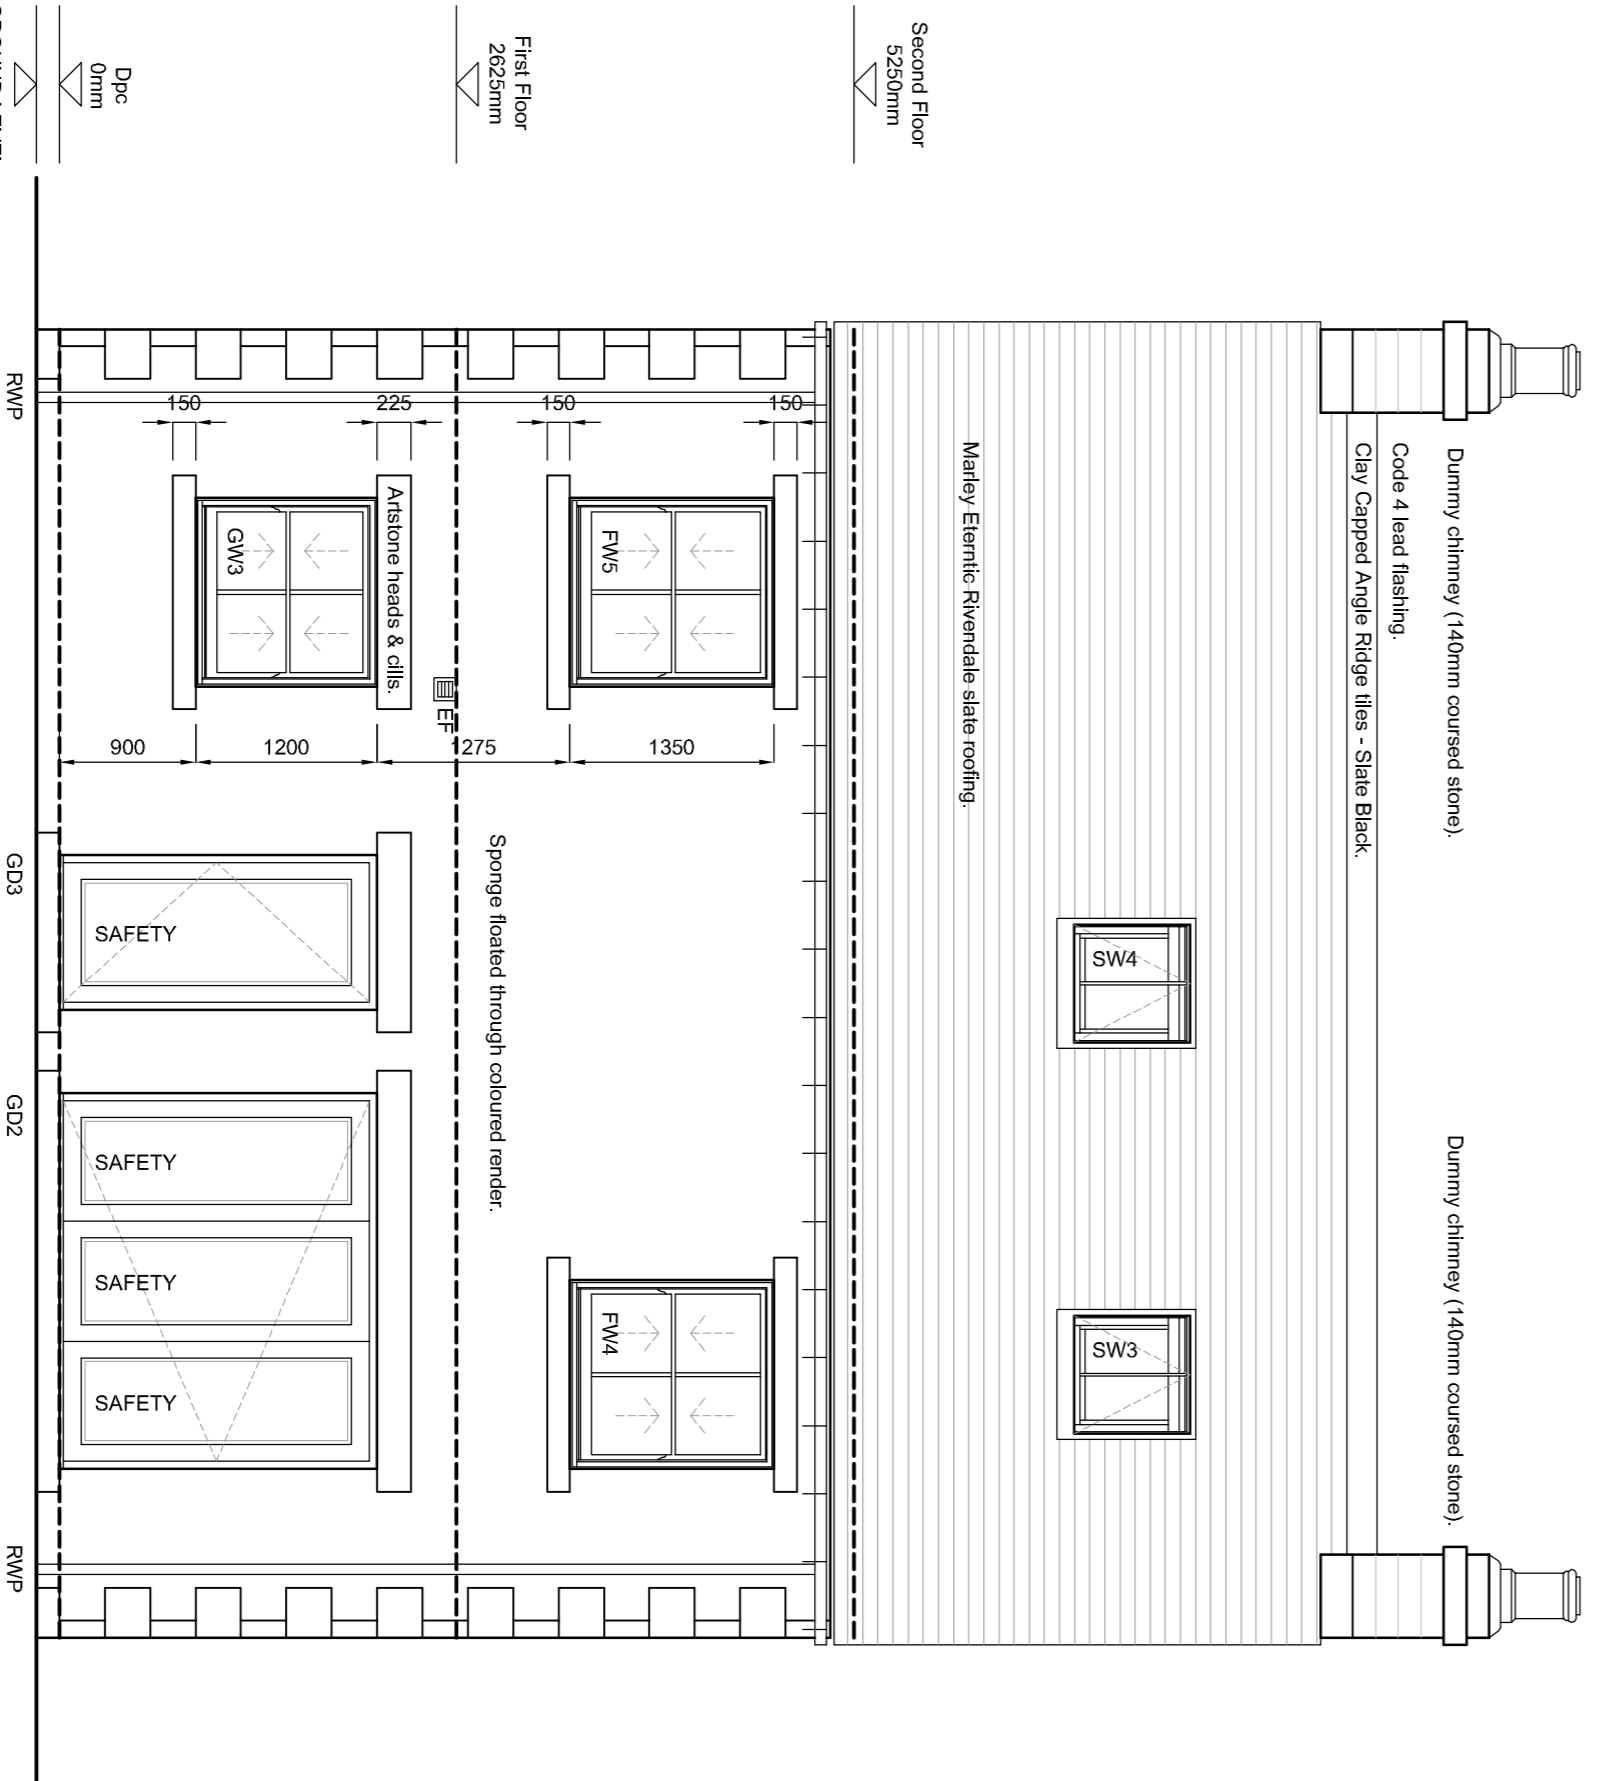 Dummy chimney (140mm coursed stone).
Dummy chimney (140mm coursed stone).
Code 4 lead flashing.
Clay Capped Angle Ridge tiles - Slate Black.
SW4
SW3
Marley Eterntic Rivendale slate roofing.
Second Floor
5250mm
150
FW5
FW4
150
1350
First Floor
2625mm
Sponge floated through coloured render.
EF
1275
225
Artstone heads & cills.
GW3
1200
150
900
SAFETY
SAFETY
SAFETY
SAFETY
Dpc
0mm
RWP
GD3
GD2
RWP